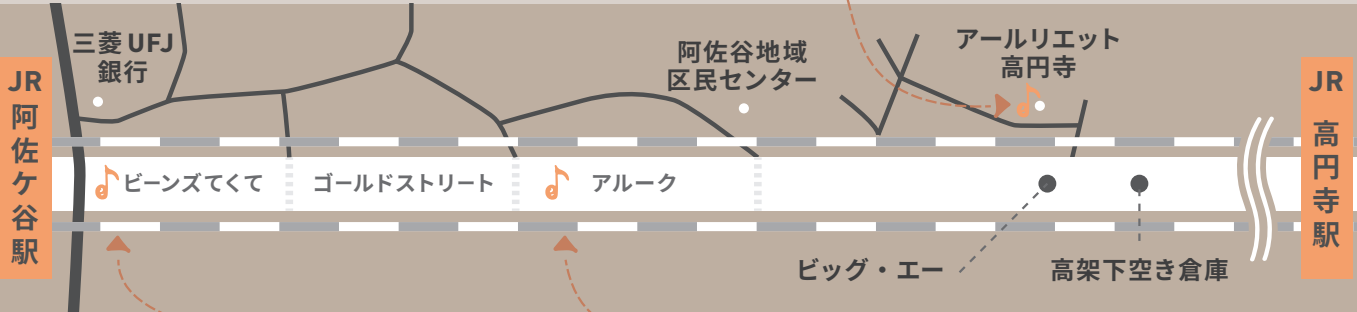 三菱UFJ
銀行
JR
阿佐ケ谷駅
阿佐谷地域
区民センター
アールリエット
高円寺
JR
高円寺駅
ビーンズてくて
ゴールドストリート
アルーク
ビッグ・エー
高架下空き倉庫